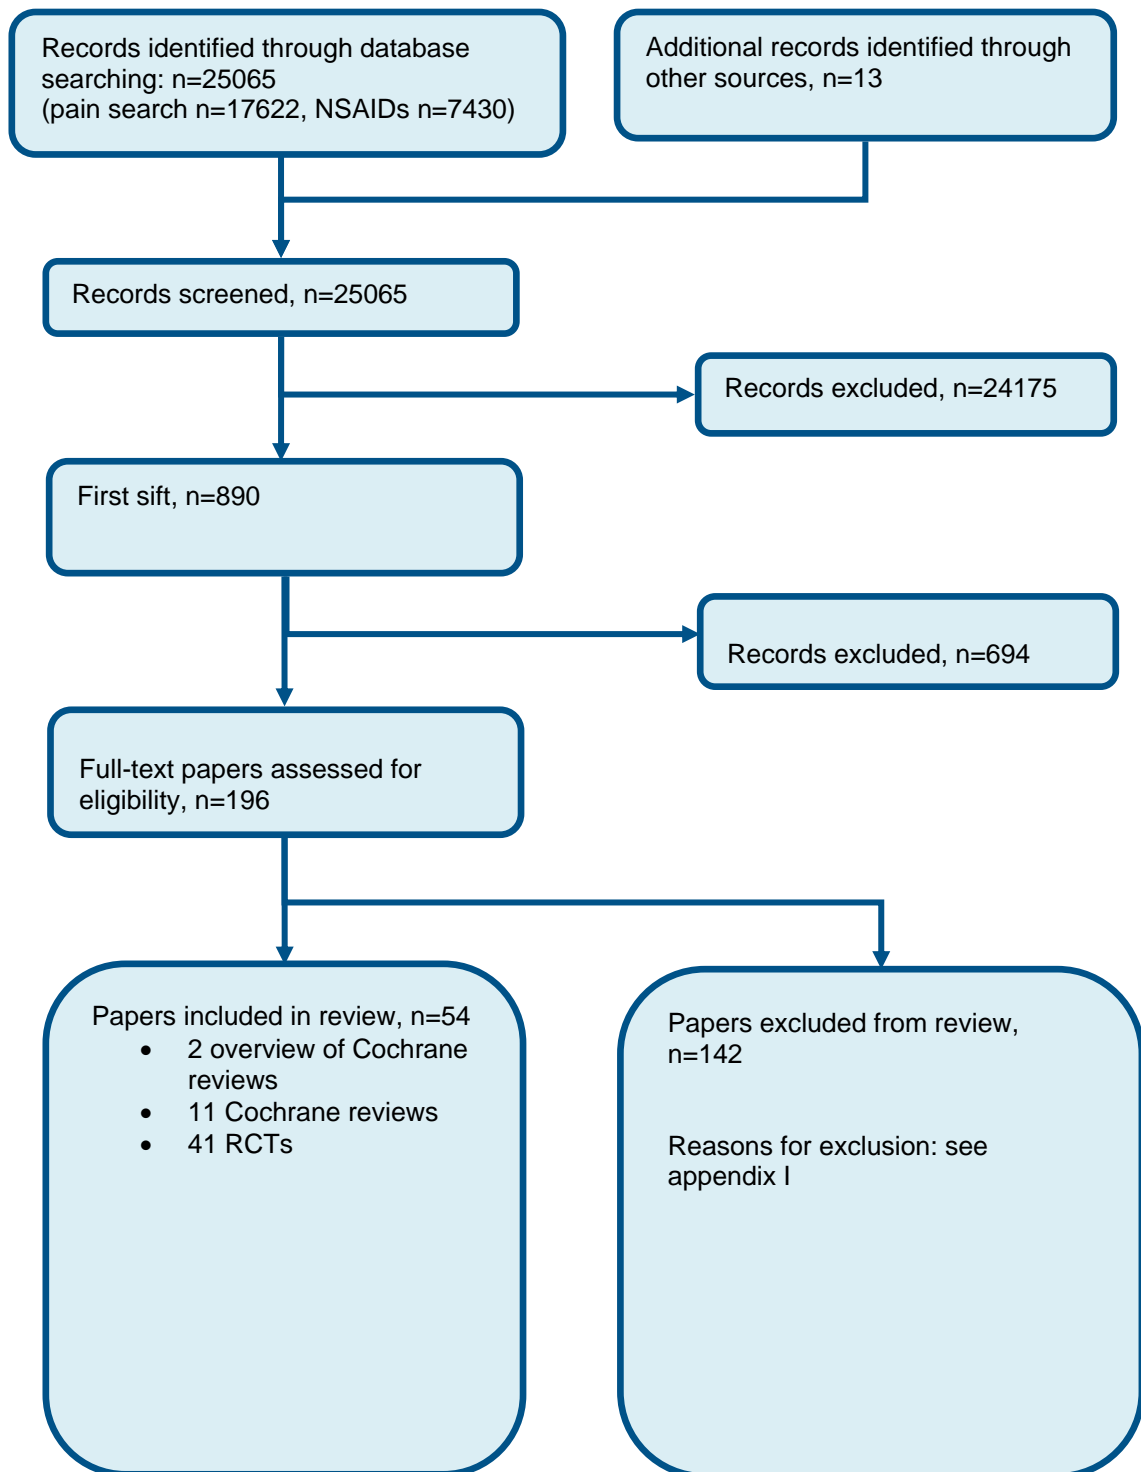 Records identified through database
searching: n=25065
(pain search n=17622, NSAIDs n=7430)
Additional records identified through
other sources, n=13
Records screened, n=25065
Records excluded, n=24175
First sift, n=890
Records excluded, n=694
Full-text papers assessed for
eligibility, n=196
Papers included in review, n=54
• 2 overview of Cochrane
reviews
• 11 Cochrane reviews
• 41 RCTs
Papers excluded from review,
n=142
Reasons for exclusion: see
appendix I